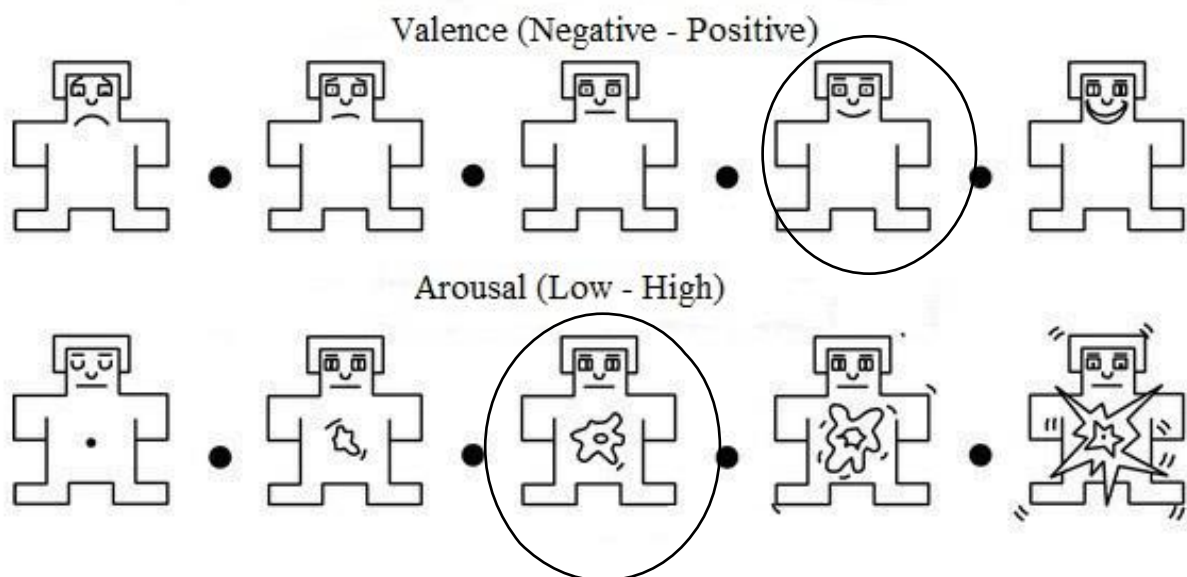 Valence (Negative - Positive)
Arousal (Low - High)